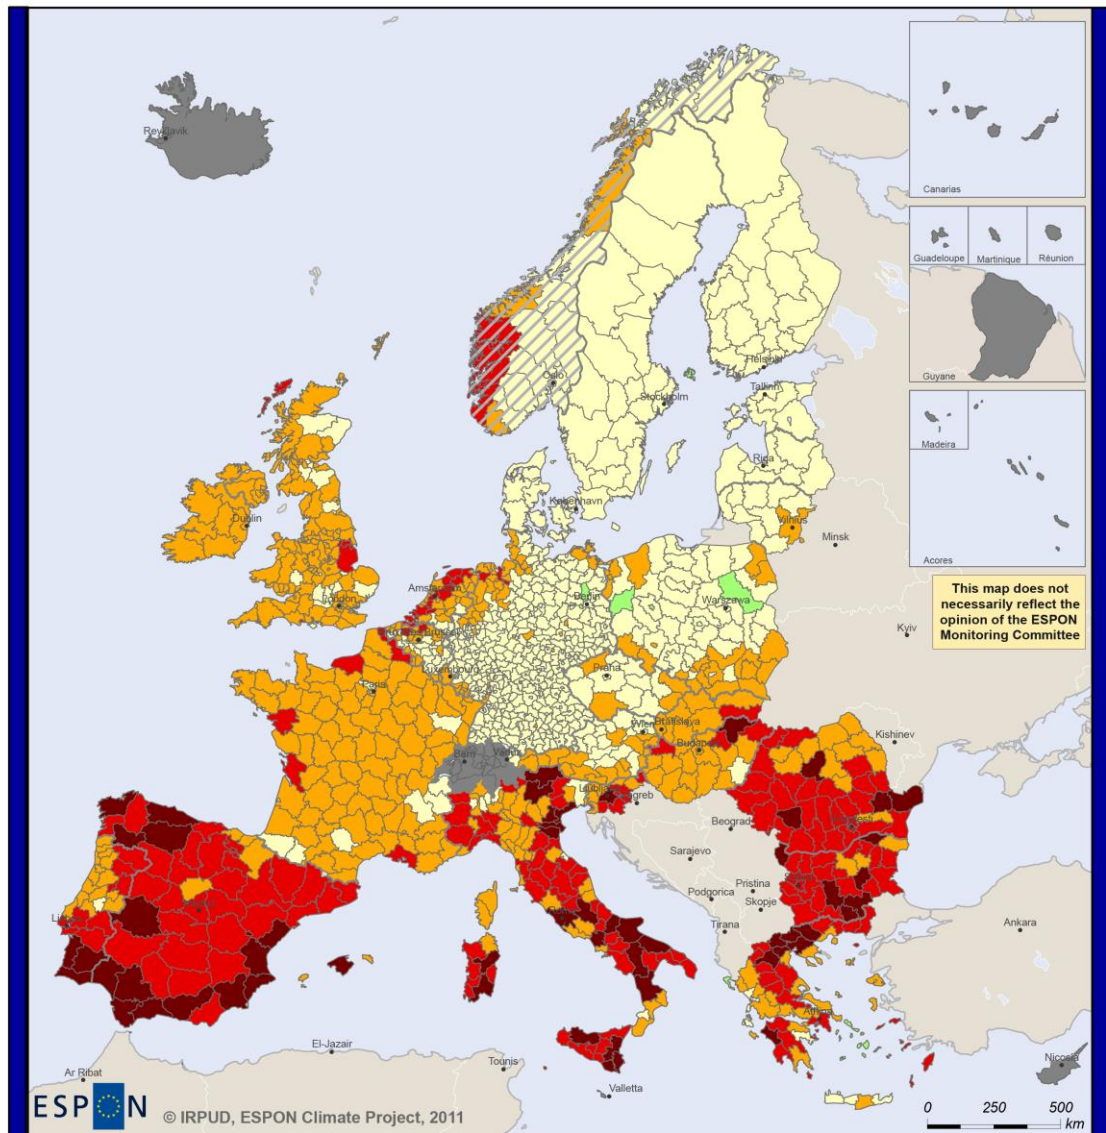 Reykjavik
Canarias
Guadeloupe
Martinique
Réunion
Guyane
Helsinki
Oslo
Tallinn
Stockholm
Madeira
Riga
København
Dublin
Vilnius
Minsk
Acores
Amsterdam
Berlin
Warszawa
London
This map does not
necessarily reflect the
opinion of the ESPON
Monitoring Committee
Kyiv
Luxembourg
Praha
Paris
Wien
Bratislava
Kishinev
Budapest
Bern
Vaduz
Zagreb
Beograd
Sarajevo
Pristina
Podgorica
Skopje
Ankara
Tirana
El-Jazair
Tounis
Nicosia
Ar Ribat
Valletta
ESPON
© IRPUD, ESPON Climate Project, 2011
0 250 500
km